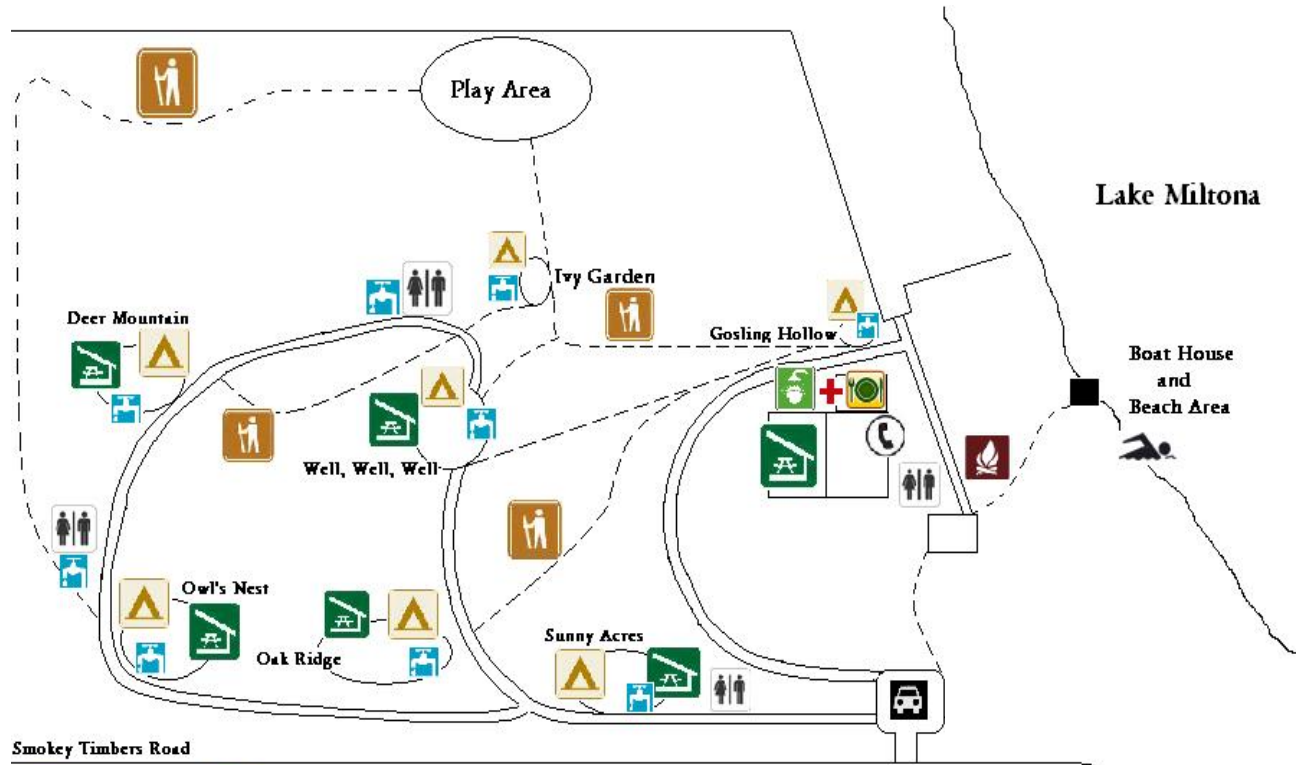 Play Area
Lake Miltona
Ivy Garden
Deer Mountain
Gosling Hollow
Boat House
and
Beach Area
Well, Well, Well
Owl's Nest
Oak Ridge
Sunny Acres
Smokey Timbers Road